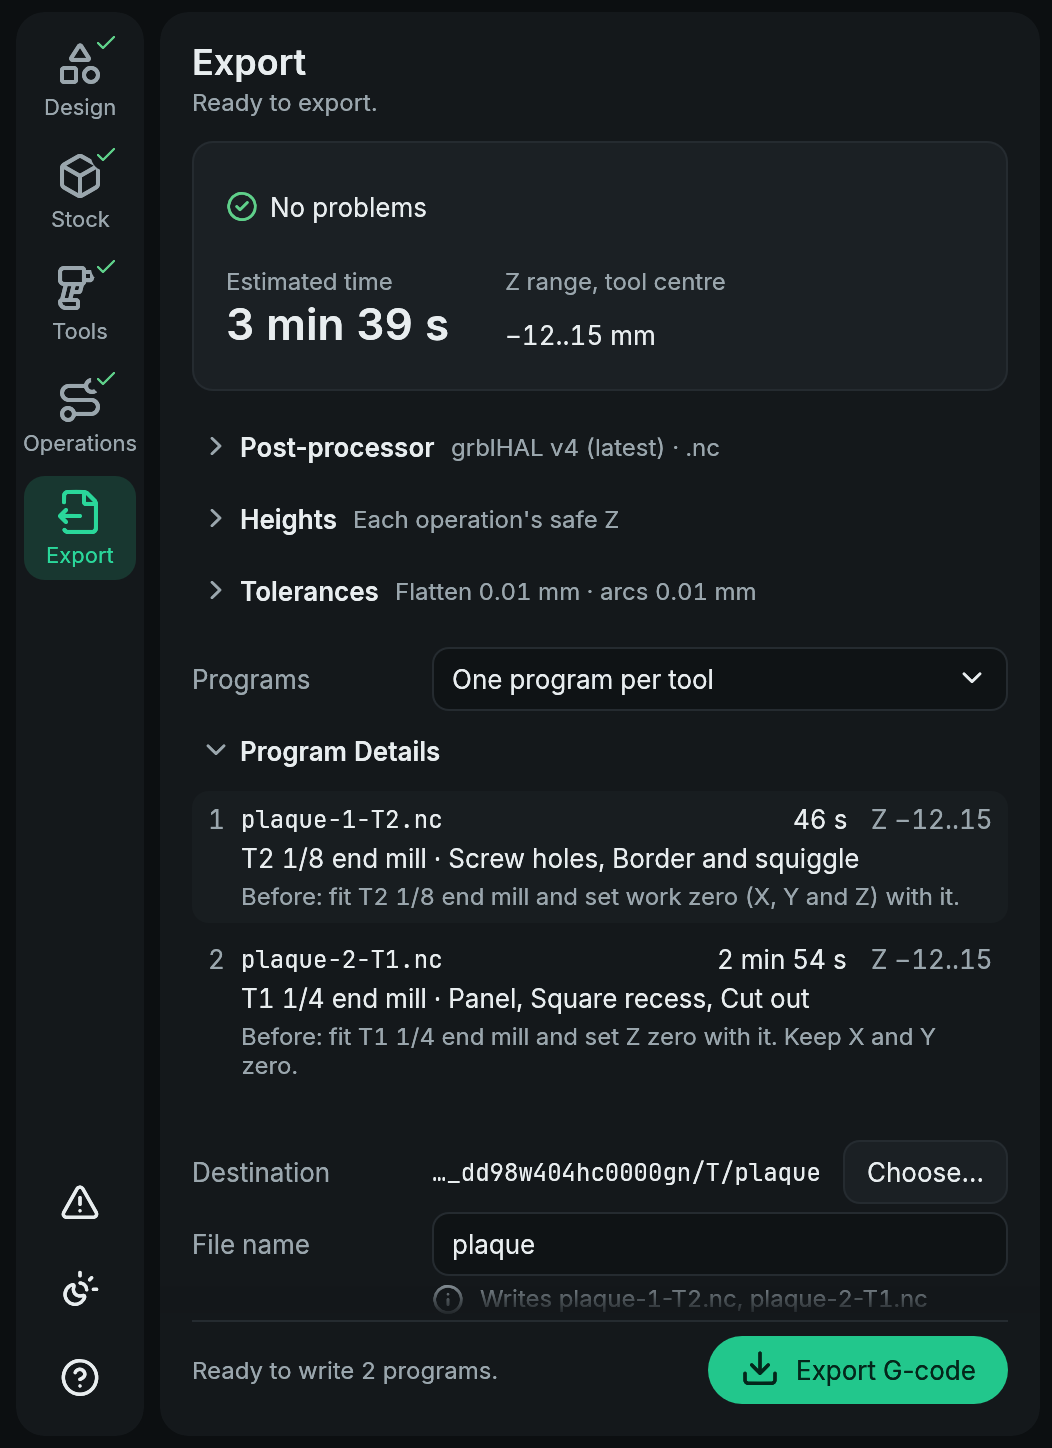 Design
Stock
Tools
Operations
Export
Export
Ready to export.
No problems
Estimated time
3 min 39 s
Z range, tool centre
−12..15 mm
Post-processor grblHAL v4 (latest) · .nc
Heights Each operation's safe Z
Tolerances Flatten 0.01 mm · arcs 0.01 mm
Programs One program per tool
Program Details
1 plaque-1-T2.nc 46 s Z −12..15
T2 1/8 end mill · Screw holes, Border and squiggle
Before: fit T2 1/8 end mill and set work zero (X, Y and Z) with it.
2 plaque-2-T1.nc 2 min 54 s Z −12..15
T1 1/4 end mill · Panel, Square recess, Cut out
Before: fit T1 1/4 end mill and set Z zero with it. Keep X and Y
zero.
Destination …_dd98w404hc0000gn/T/plaque Choose…
File name plaque
Writes plaque-1-T2.nc, plaque-2-T1.nc
Ready to write 2 programs. Export G-code